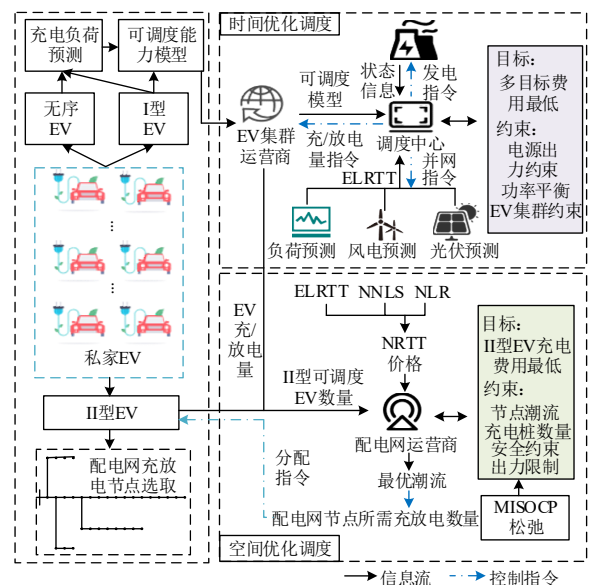 充电负荷
预测
可调度能
力模型
无序
EV
I型
EV
私家EV
II型EV
配电网充放
电节点选取
时间优化调度
EV集群
运营商
可调度
模型
充/放电
量指令
状态
信息
发电
指令
调度中心
并网
指令
ELRTT
负荷预测
风电预测
光伏预测
目标：
多目标费
用最低
约束：
电源出
力约束
功率平衡
EV集群约束
EV
充/
放电
量
ELRTT NNLS NLR
NRTT
价格
II型可调度
EV数量
配电网运营商
分配
指令
最优潮流
配电网节点所需充放电数量
目标：
II型EV充电
费用最低
约束：
节点潮流
充电桩数量
安全约束
出力限制
MISOCP
松弛
空间优化调度
信息流
控制指令